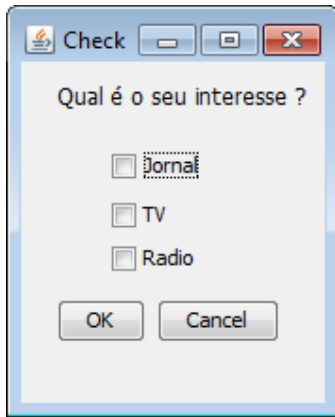 Check
Qual é o seu interesse ?
Jornal
TV
Radio
OK Cancel